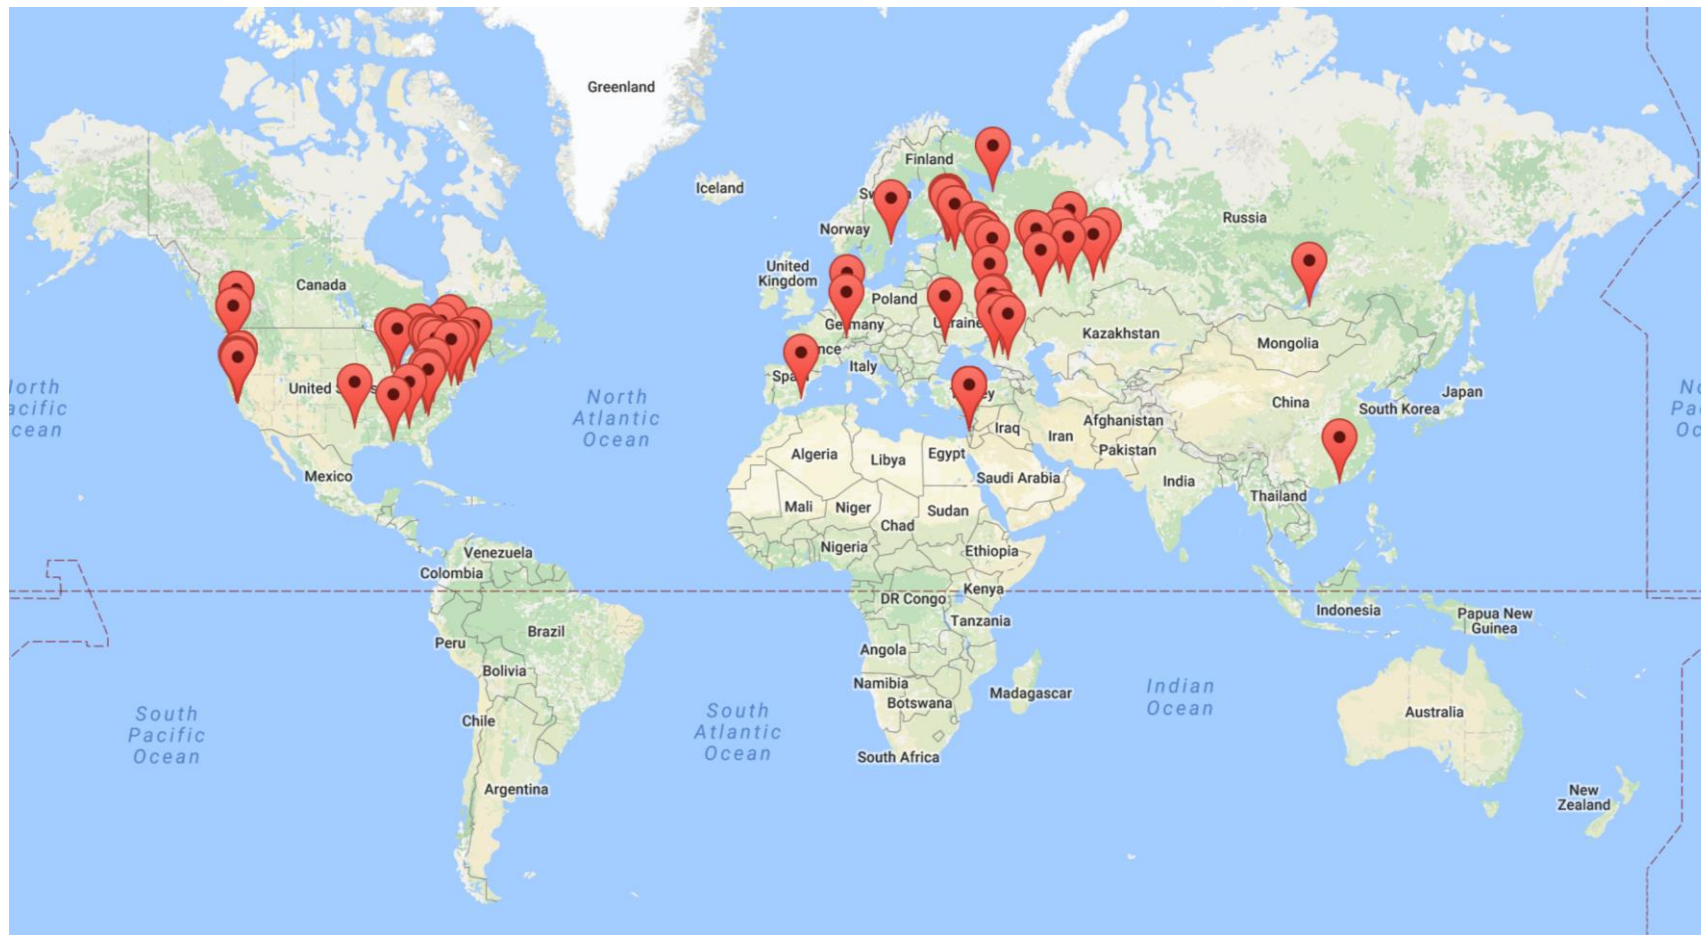 Greenland
Finland
Iceland
Norway
Russia
United
Kingdom
Canada
Poland
Germany
Kazakhstan
Mongolia
North
Atlantic
Ocean
Italy
China
Japan
South Korea
Iraq
Iran
Afghanistan
Pakistan
Algeria
Libya
Egypt
Saudi Arabia
India
Thailand
Mexico
Mali
Niger
Chad
Sudan
Nigeria
Ethiopia
Venezuela
Colombia
DR Congo
Kenya
Tanzania
Indonesia
Papua New
Guinea
Peru
Brazil
Bolivia
Angola
Namibia
Botswana
Madagascar
Indian
Ocean
Australia
South
Pacific
Ocean
Chile
South
Atlantic
Ocean
South Africa
Argentina
New
Zealand